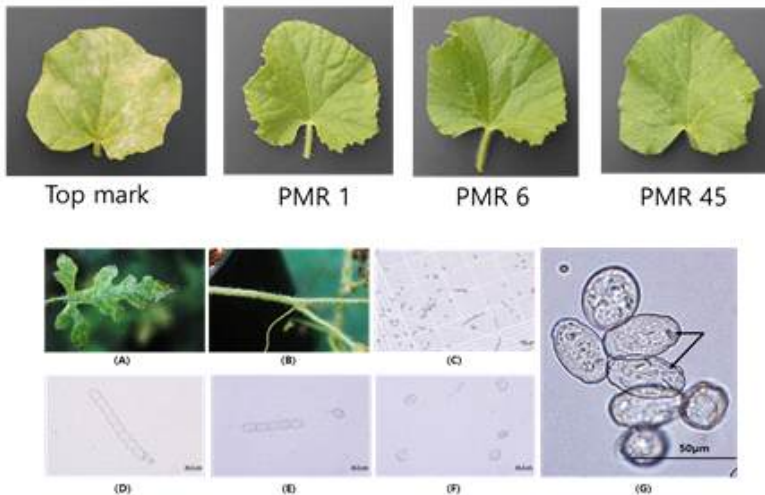 Top mark
PMR 1
PMR 6
PMR 45
(A)
(B)
(C)
(D)
(E)
(F)
(G)
50μm